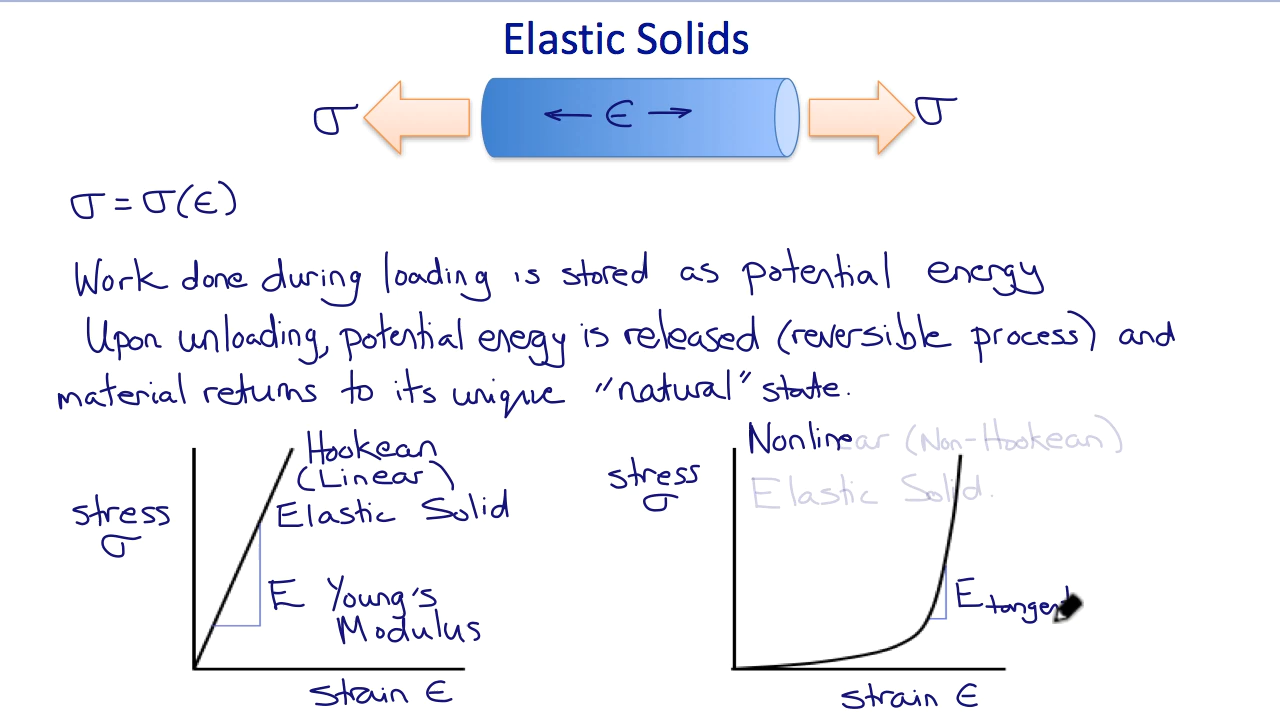 Elastic Solids
σ ← ϵ → σ
σ = σ(ϵ)
Work done during loading is stored as potential energy
Upon unloading, potential energy is released (reversible process) and
material returns to its unique "natural" state.
Hookean
(Linear)
Elastic Solid
stress
σ
E Young's
Modulus
strain ϵ
Nonlinear (Non-Hookean)
Elastic Solid.
stress
σ
E tangent
strain ϵ